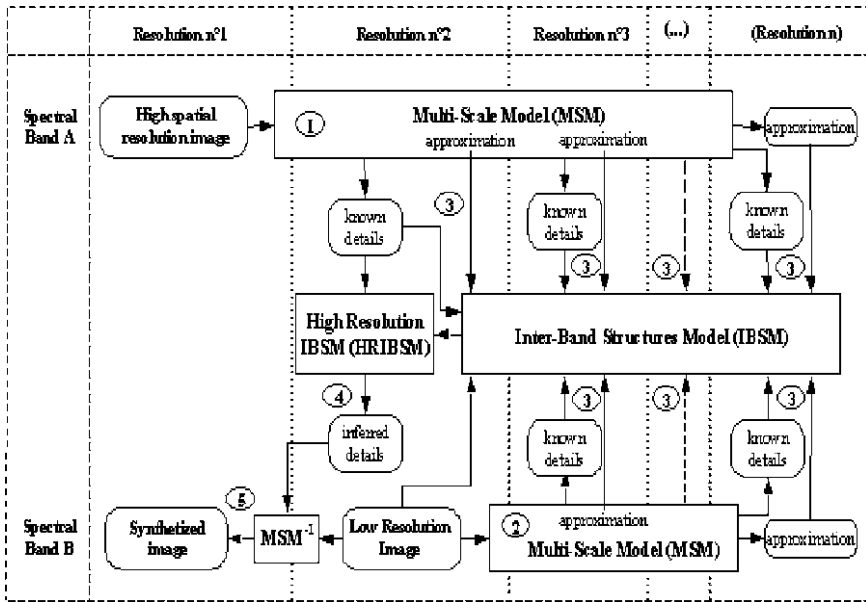 Resolution n°1 Resolution n°2 Resolution n°3 (...) (Resolution n)
Spectral
Band A
High spatial
resolution image
1
Multi-Scale Model (MSM)
approximation approximation
approximation
known
details
3
known
details
known
details
3 3 3
High Resolution
IBSM (HRIBSM)
Inter-Band Structures Model (IBSM)
4
3 3 3
inferred
details
known
details
known
details
5
Spectral
Band B
Synthetized
image
MSM-1
Low Resolution
Image
2
approximation
Multi-Scale Model (MSM)
approximation